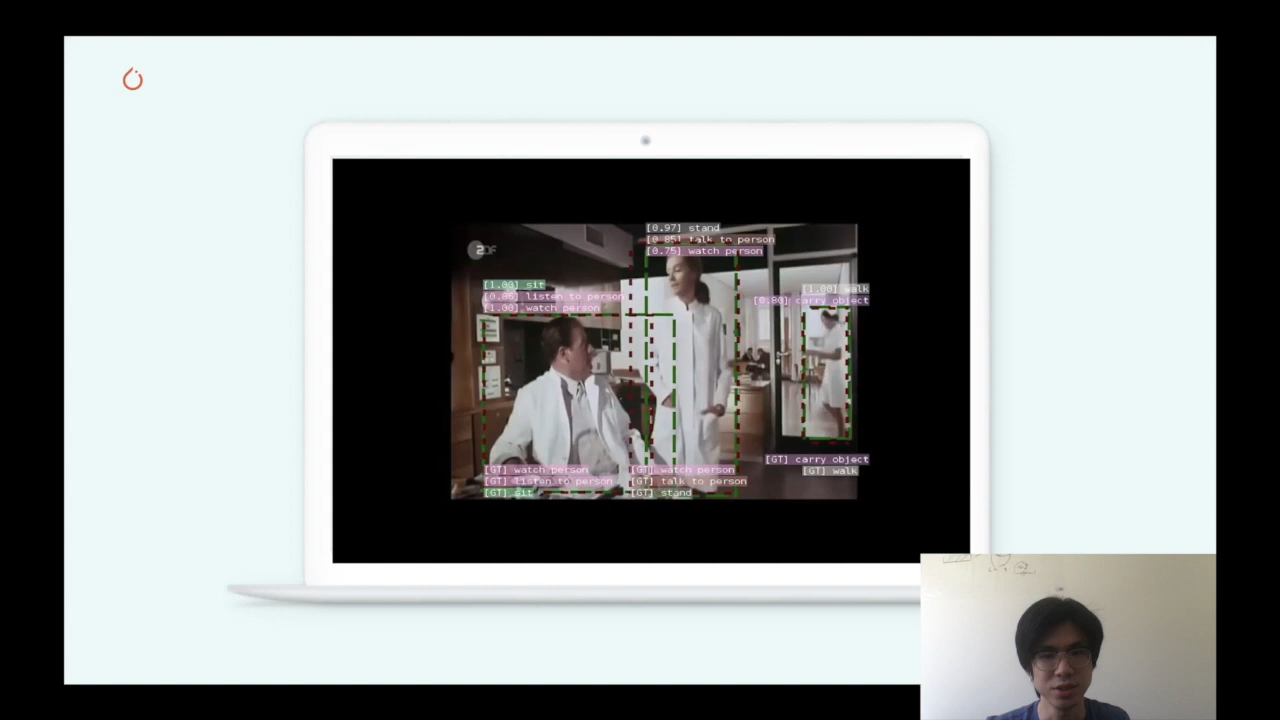 [0.97] stand
[0.85] talk to person
[0.75] watch person
ZDF
[1.00] sit
[0.86] listen to person
[1.00] watch person
[1.00] walk
[0.80] carry object
[GT] carry object
[GT] walk
[GT] watch person
[GT] listen to person
[GT] sit
[GT] watch person
[GT] talk to person
[GT] stand